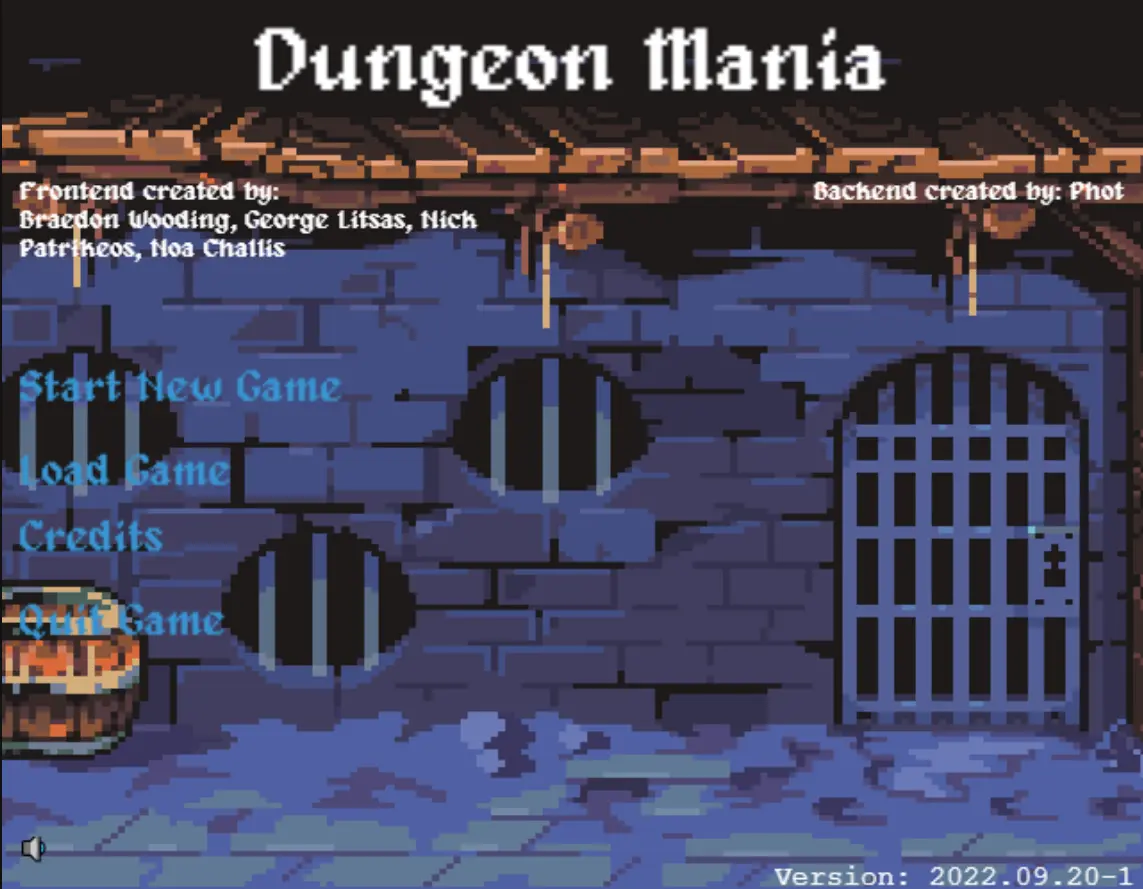 Dungeon Mania
Frontend created by:
Braedon Wooding, George Litsas, Nick
Patrikeos, Noa Challis
Backend created by: Phot
Start New Game
Load Game
Credits
Quit Game
Version: 2022.09.20-1